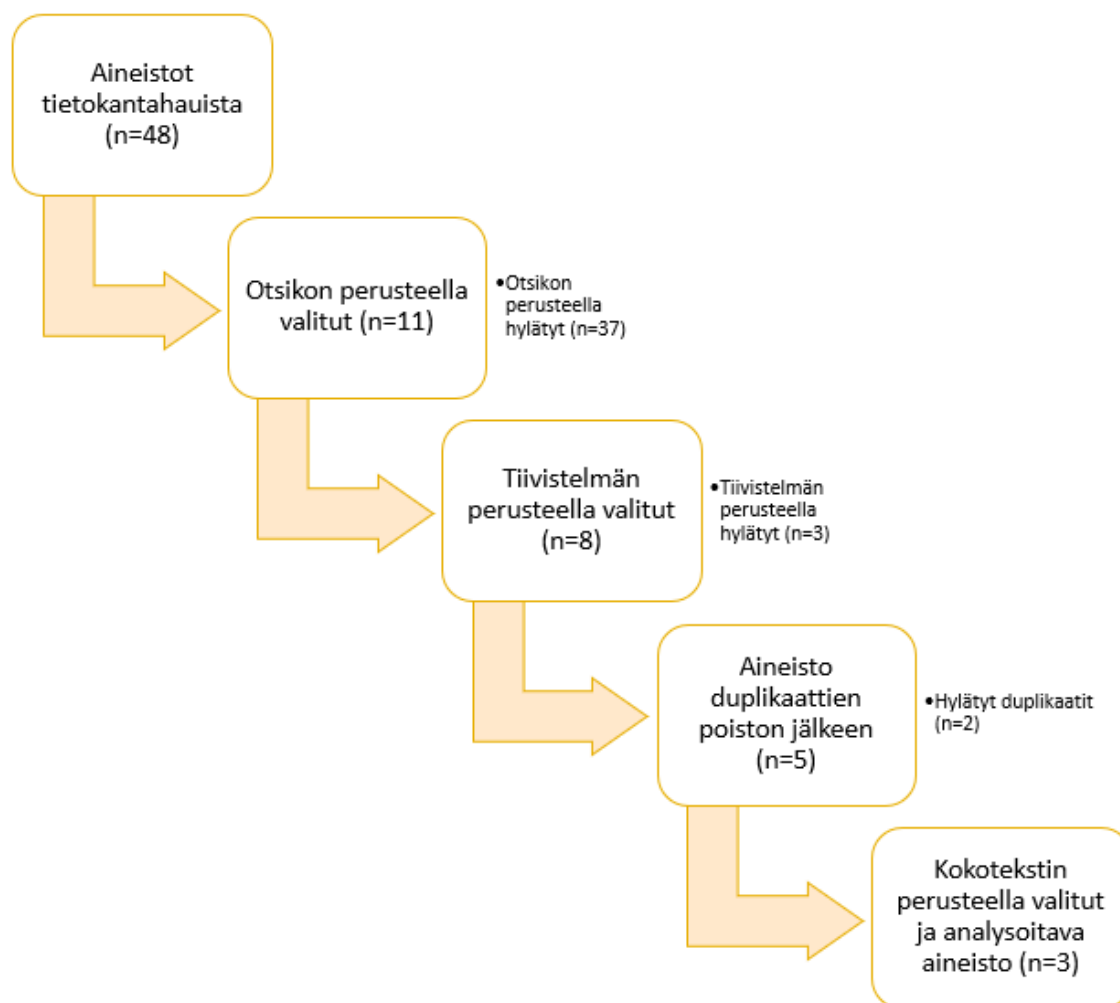 Aineistot
tietokantahauista
(n=48)
Otsikon perusteella
valitut (n=11)
•Otsikon
perusteella
hylätyt (n=37)
Tiivistelmän
perusteella valitut
(n=8)
•Tiivistelmän
perusteella
hylätyt (n=3)
Aineisto
duplikaattien
poiston jälkeen
(n=5)
•Hylätyt duplikaatit
(n=2)
Kokotekstin
perusteella valitut
ja analysoitava
aineisto (n=3)